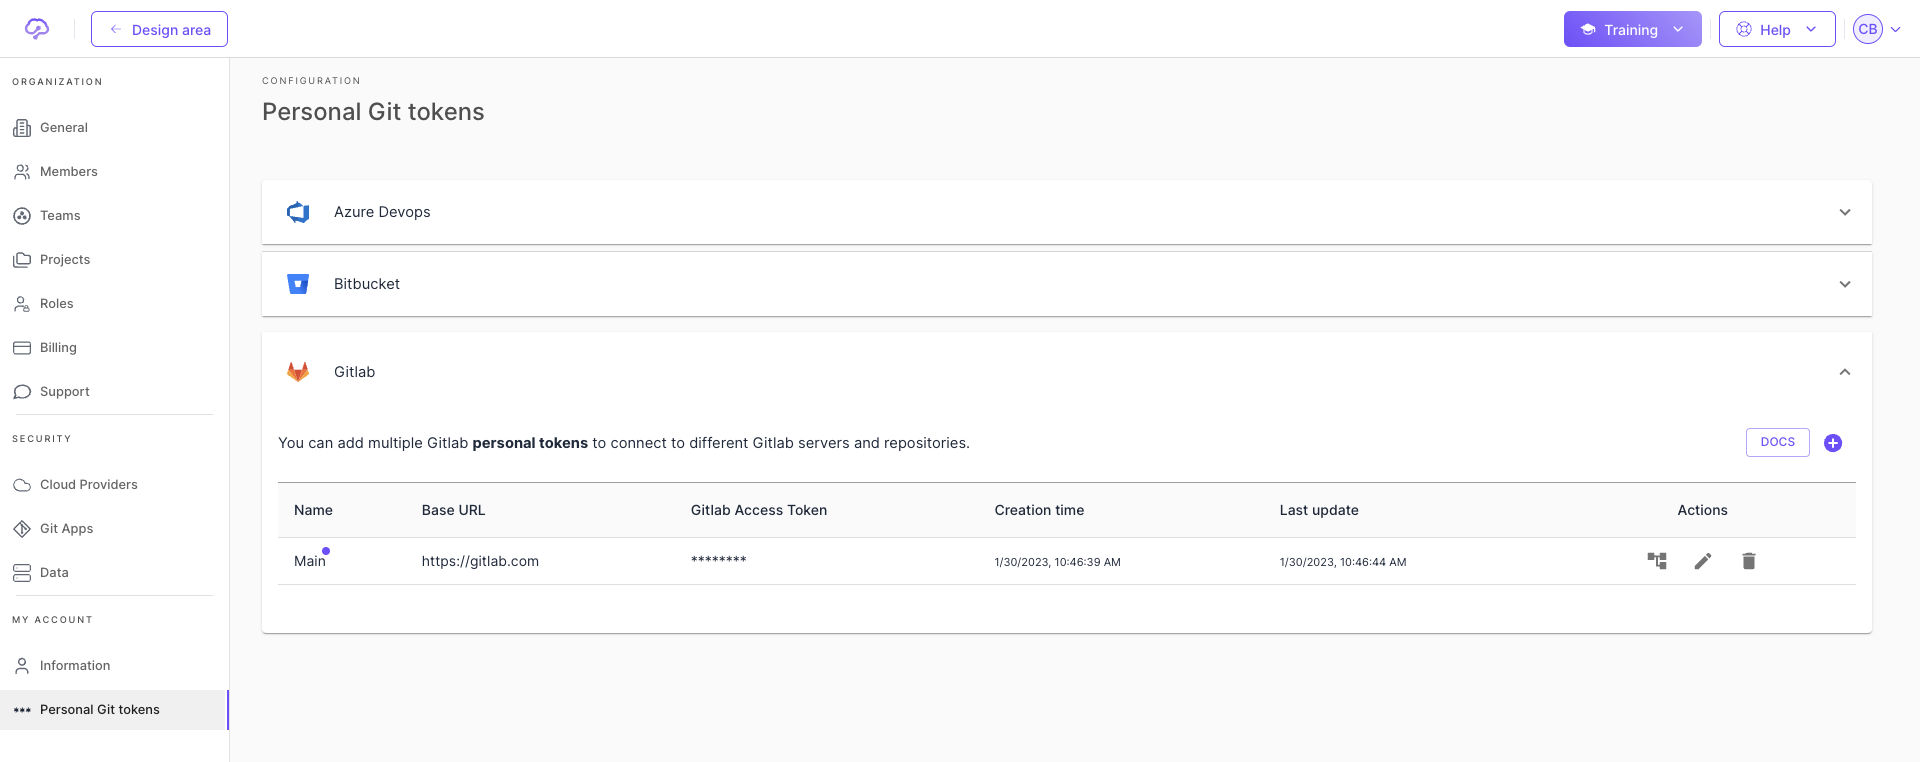 Design area
Training
Help
CB
ORGANIZATION
General
Members
Teams
Projects
Roles
Billing
Support
SECURITY
Cloud Providers
Git Apps
Data
MY ACCOUNT
Information
*** Personal Git tokens
CONFIGURATION
Personal Git tokens
Azure Devops
Bitbucket
Gitlab
You can add multiple Gitlab personal tokens to connect to different Gitlab servers and repositories.
DOCS
Name Base URL Gitlab Access Token Creation time Last update Actions
Main https://gitlab.com ******** 1/30/2023, 10:46:39 AM 1/30/2023, 10:46:44 AM